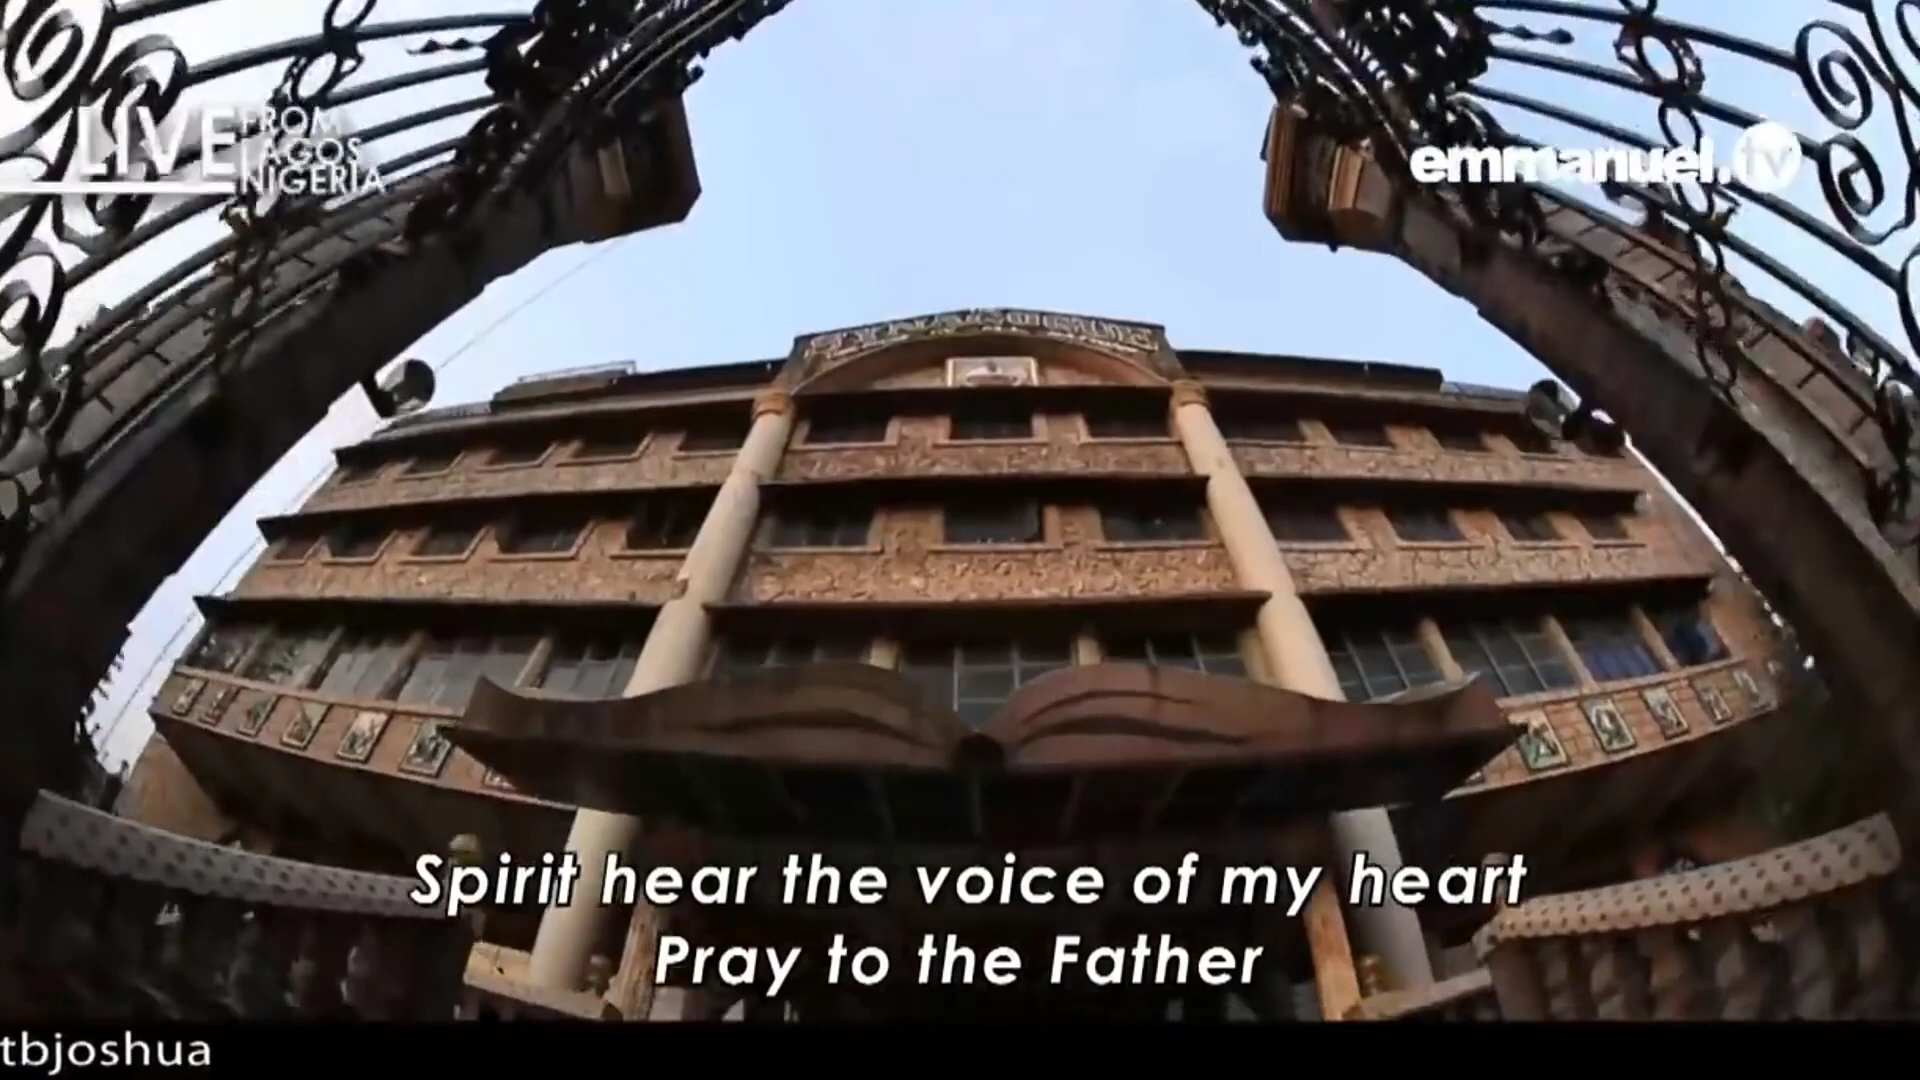 LIVE FROM
LAGOS
NIGERIA
emmanuel.tv
Spirit hear the voice of my heart
Pray to the Father
tbjoshua